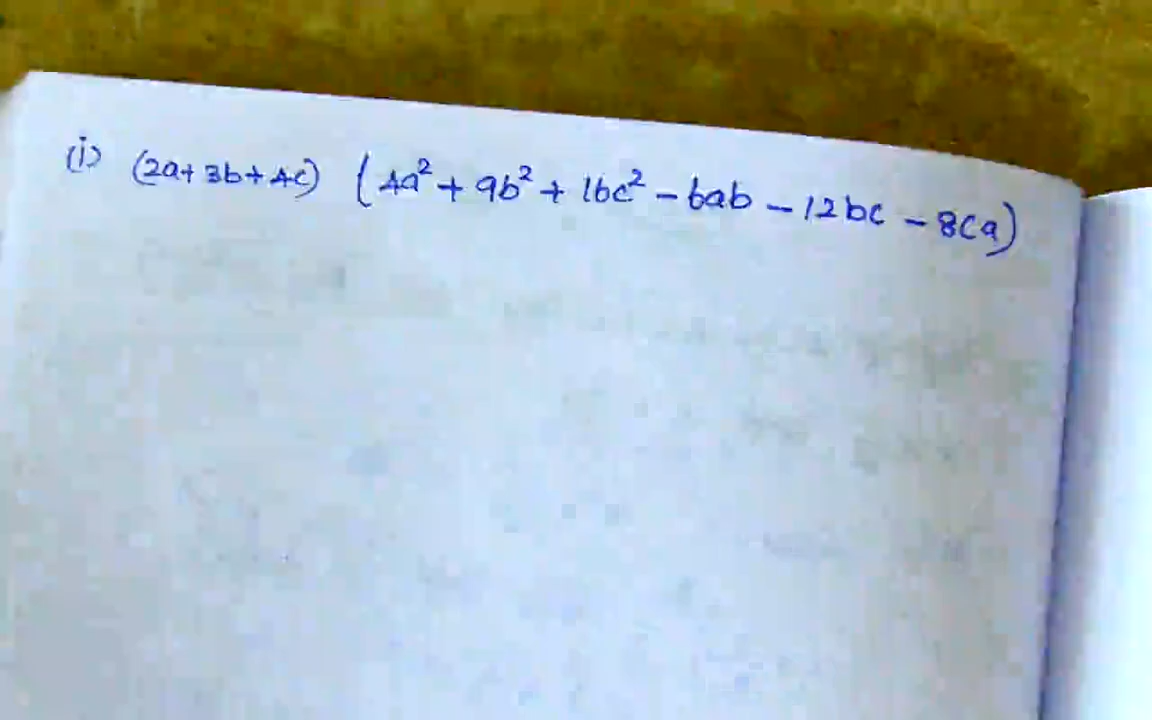 (i) (2a+3b+4c) (4a² + 9b² + 16c² - 6ab - 12bc - 8ca)